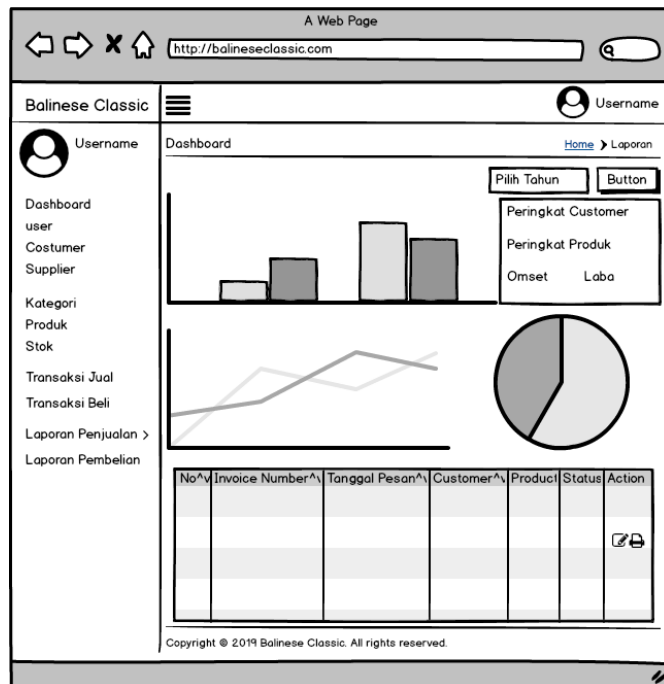 A Web Page
http://balineseclassic.com
Balinese Classic
Username
Username
Dashboard
user
Costumer
Supplier
Kategori
Produk
Stok
Transaksi Jual
Transaksi Beli
Laporan Penjualan >
Laporan Pembelian
Dashboard
Home ❯ Laporan
Pilih Tahun
Button
Peringkat Customer
Peringkat Produk
Omset Laba
No^v Invoice Number^v Tanggal Pesan^v Customer^v Product Status Action
Copyright © 2019 Balinese Classic. All rights reserved.